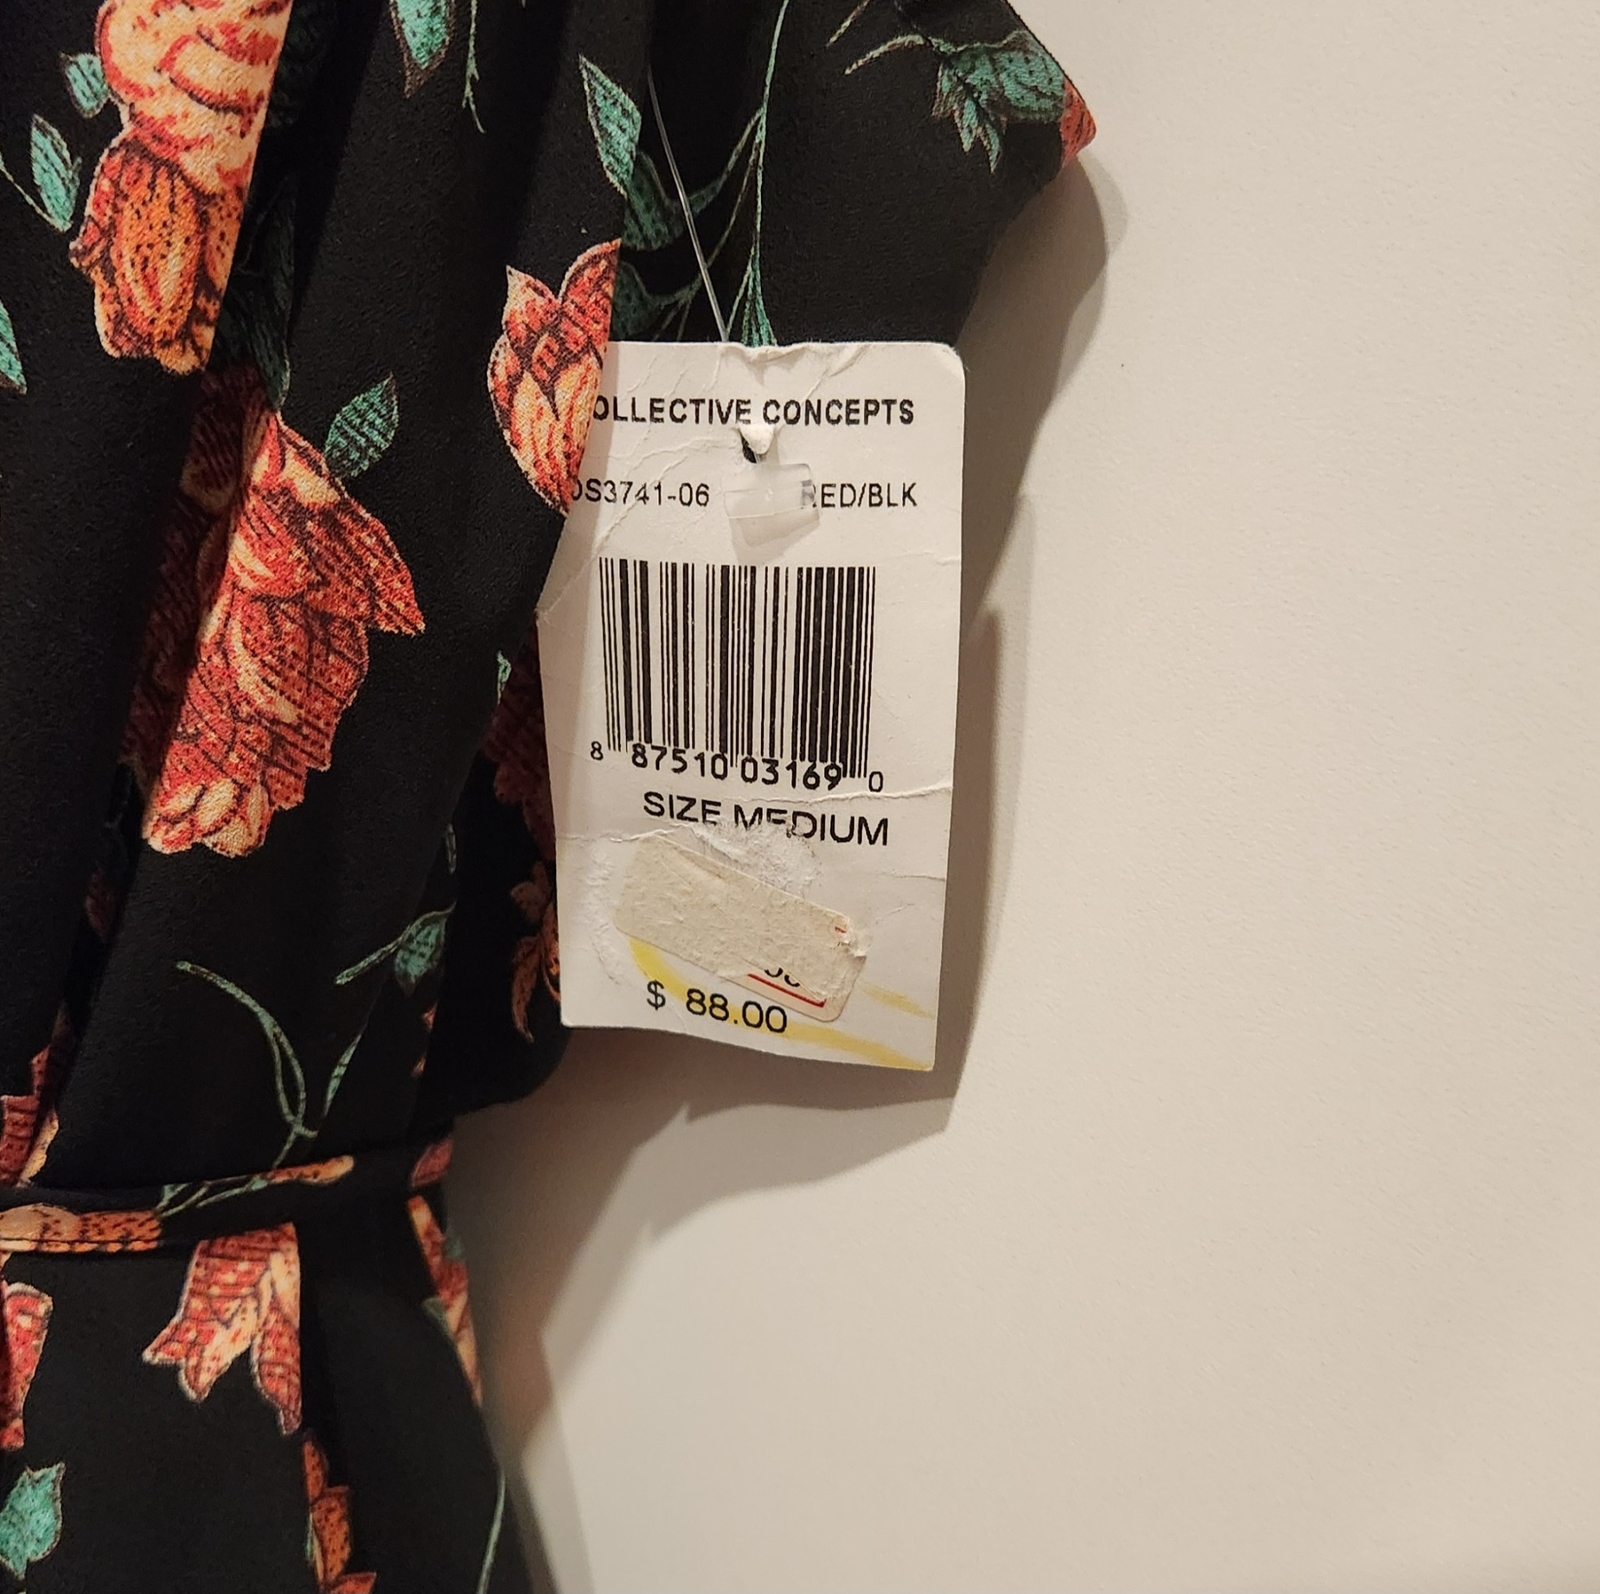 OLLECTIVE CONCEPTS
DS3741-06 RED/BLK
8 87510 03169 0
SIZE MEDIUM
$ 88.00